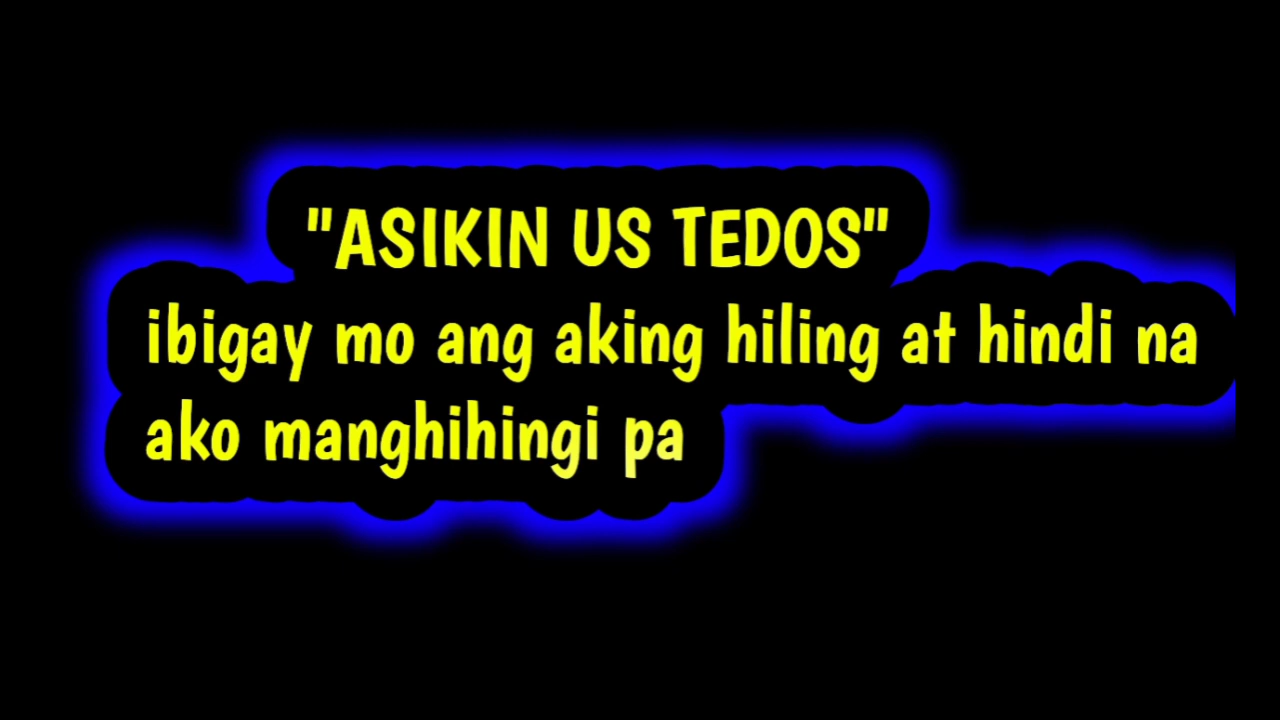 "ASIKIN US TEDOS"
ibigay mo ang aking hiling at hindi na
ako manghihingi pa